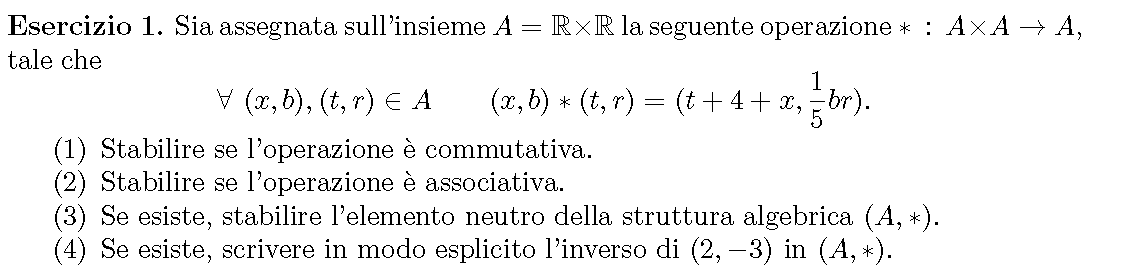 Esercizio 1. Sia assegnata sull'insieme A = ℝ×ℝ la seguente operazione ∗ : A×A → A,
tale che
∀ (x, b), (t, r) ∈ A (x, b) ∗ (t, r) = (t + 4 + x, 1/5 br).
(1) Stabilire se l'operazione è commutativa.
(2) Stabilire se l'operazione è associativa.
(3) Se esiste, stabilire l'elemento neutro della struttura algebrica (A, ∗).
(4) Se esiste, scrivere in modo esplicito l'inverso di (2, −3) in (A, ∗).